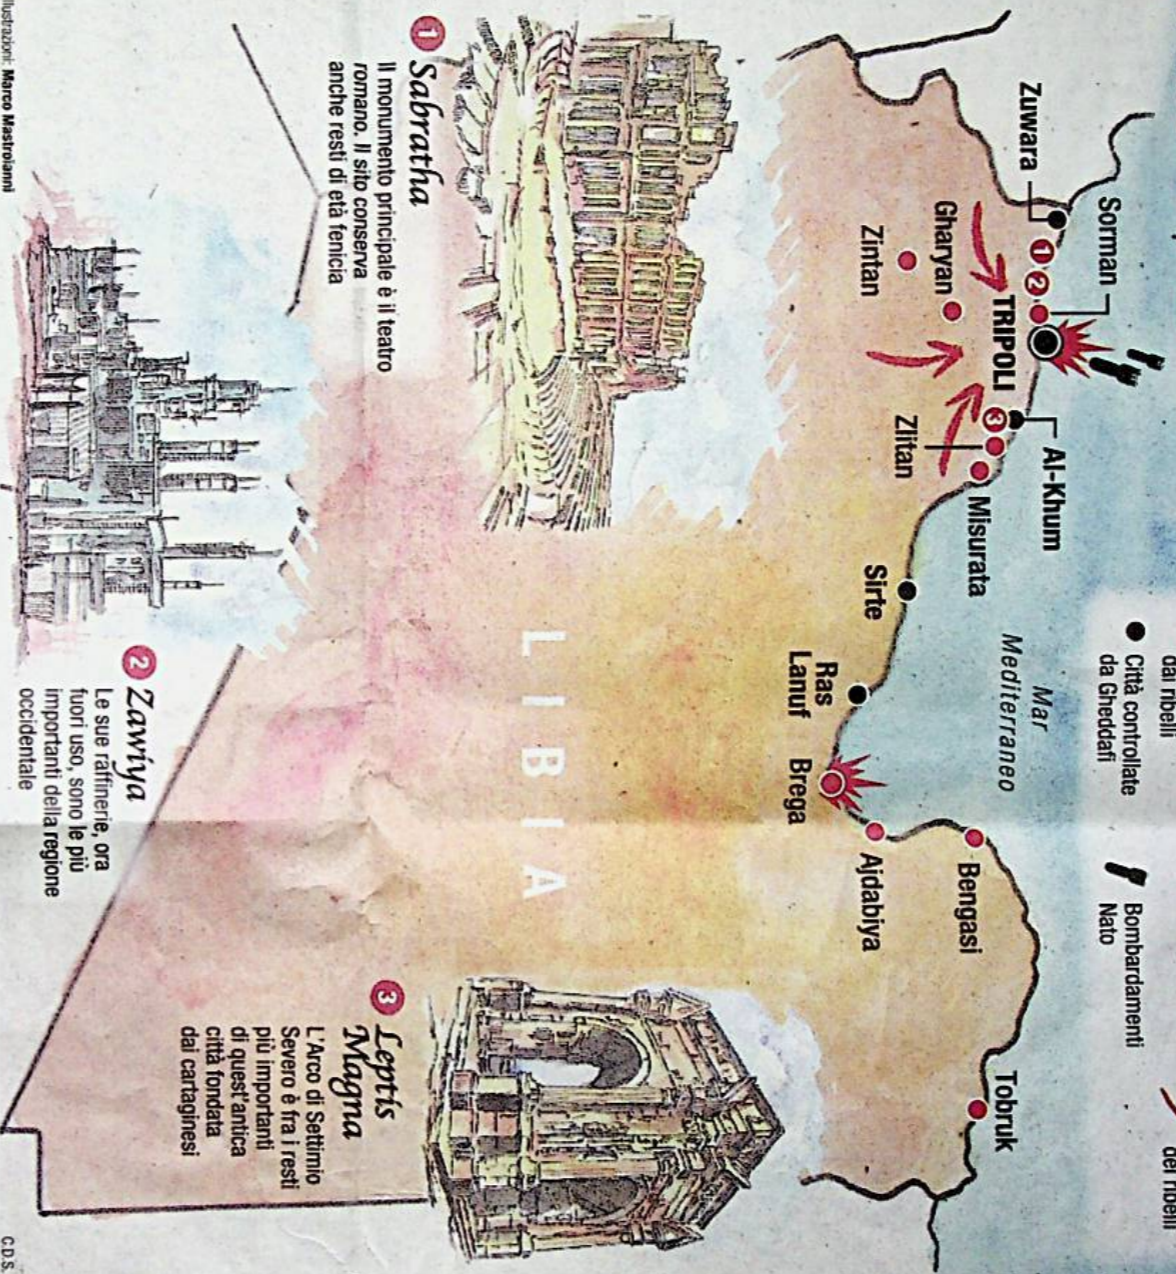 dai ribelli
Città controllate
da Gheddafi
Bombardamenti
Nato
dei ribelli
Mar
Mediterraneo
Sorman
Zuwara
1
2
TRIPOLI
Gharyan
Zintan
Al-Khum
3
Zlitan
Misurata
Sirte
Ras
Lanuf
Brega
Ajdabiya
Bengasi
Tobruk
LIBIA
1 Sabratha
Il monumento principale è il teatro
romano. Il sito conserva
anche resti di età fenicia
2 Zawiya
Le sue raffinerie, ora
fuori uso, sono le più
importanti della regione
occidentale
3 Leptis
Magna
L'Arco di Settimio
Severo è fra i resti
più importanti
di quest'antica
città fondata
dai cartaginesi
Illustrazioni: Marco Mastroianni
C.D.S.